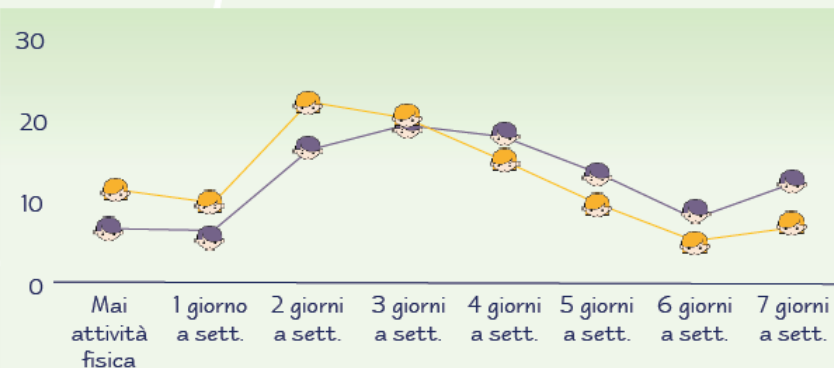 30
20
10
0
Mai attività fisica
1 giorno a sett.
2 giorni a sett.
3 giorni a sett.
4 giorni a sett.
5 giorni a sett.
6 giorni a sett.
7 giorni a sett.